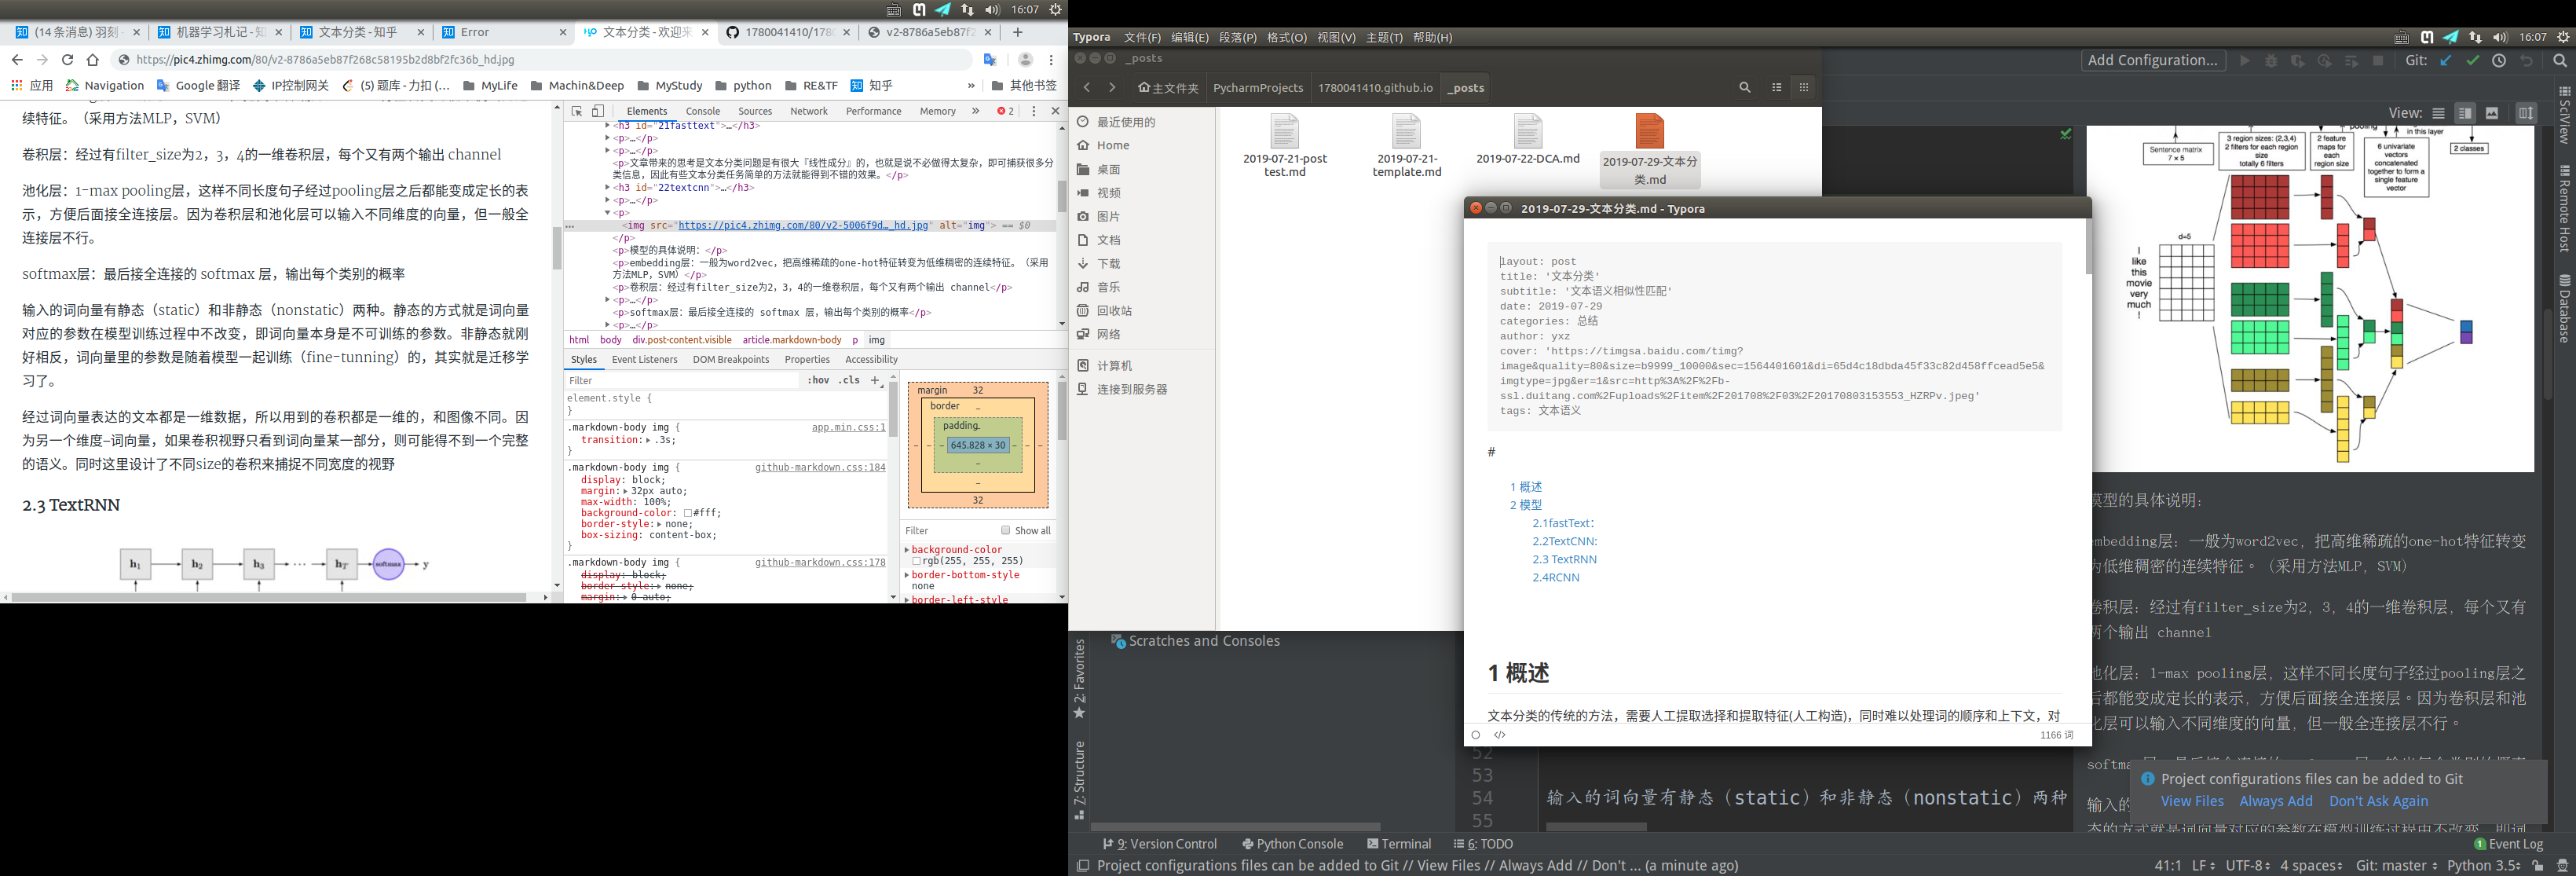 16:07
(14 条消息) 羽刻 -
机器学习札记 - 知
文本分类 - 知乎
Error
文本分类 - 欢迎来
1780041410/178
v2-8786a5eb87f2
https://pic4.zhimg.com/80/v2-8786a5eb87f268c58195b2d8bf2fc36b_hd.jpg
应用
Navigation
Google 翻译
IP控制网关
(5) 题库 - 力扣 (...
MyLife
Machin&Deep
MyStudy
python
RE&TF
知乎
»
其他书签
续特征。（采用方法MLP，SVM）
卷积层：经过有filter_size为2，3，4的一维卷积层，每个又有两个输出 channel
池化层：1-max pooling层，这样不同长度句子经过pooling层之后都能变成定长的表
示，方便后面接全连接层。因为卷积层和池化层可以输入不同维度的向量，但一般全
连接层不行。
softmax层：最后接全连接的 softmax 层，输出每个类别的概率
输入的词向量有静态（static）和非静态（nonstatic）两种。静态的方式就是词向量
对应的参数在模型训练过程中不改变，即词向量本身是不可训练的参数。非静态就刚
好相反，词向量里的参数是随着模型一起训练（fine-tunning）的，其实就是迁移学
习了。
经过词向量表达的文本都是一维数据，所以用到的卷积都是一维的，和图像不同。因
为另一个维度–词向量，如果卷积视野只看到词向量某一部分，则可能得不到一个完整
的语义。同时这里设计了不同size的卷积来捕捉不同宽度的视野
2.3 TextRNN
h1
h2
h3
...
hT
softmax
y
Elements
Console
Sources
Network
Performance
Memory
»
2
<h3 id="21fasttext">…</h3>
<p>…</p>
<p>…</p>
<p>文章带来的思考是文本分类问题是有很大『线性成分』的，也就是说不必做得太复杂，即可捕获很多分
类信息，因此有些文本分类任务简单的方法就能得到不错的效果。</p>
<h3 id="22textcnn">…</h3>
<p>…</p>
<p>
<img src="https://pic4.zhimg.com/80/v2-5006f9d…_hd.jpg" alt="img"> == $0
</p>
<p>模型的具体说明：</p>
<p>embedding层：一般为word2vec，把高维稀疏的one-hot特征转变为低维稠密的连续特征。（采用
方法MLP，SVM）</p>
<p>卷积层：经过有filter_size为2，3，4的一维卷积层，每个又有两个输出 channel</p>
<p>…</p>
<p>softmax层：最后接全连接的 softmax 层，输出每个类别的概率</p>
<p>…</p>
html body div.post-content.visible article.markdown-body p img
Styles
Event Listeners
DOM Breakpoints
Properties
Accessibility
Filter
:hov .cls +
element.style {
}
.markdown-body img {
app.min.css:1
transition: .3s;
}
.markdown-body img {
github-markdown.css:184
display: block;
margin: 32px auto;
max-width: 100%;
background-color: #fff;
border-style: none;
box-sizing: content-box;
}
.markdown-body img {
github-markdown.css:178
display: block;
border-style: none;
margin: 0 auto;
margin 32
border –
padding –
645.828 × 30
–
–
32
Filter
Show all
background-color
rgb(255, 255, 255)
border-bottom-style
none
border-left-style
Typora 文件(F) 编辑(E) 段落(P) 格式(O) 视图(V) 主题(T) 帮助(H)
16:07
_posts
主文件夹
PycharmProjects
1780041410.github.io
_posts
最近使用的
Home
桌面
视频
图片
文档
下载
音乐
回收站
网络
计算机
连接到服务器
2019-07-21-post
test.md
2019-07-21-
template.md
2019-07-22-DCA.md
2019-07-29-文本分
类.md
2019-07-29-文本分类.md - Typora
layout: post
title: '文本分类'
subtitle: '文本语义相似性匹配'
date: 2019-07-29
categories: 总结
author: yxz
cover: 'https://timgsa.baidu.com/timg?
image&quality=80&size=b9999_10000&sec=1564401601&di=65d4c18dbda45f33c82d458ffcead5e5&
imgtype=jpg&er=1&src=http%3A%2F%2Fb-
ssl.duitang.com%2Fuploads%2Fitem%2F201708%2F03%2F20170803153553_HZRPv.jpeg'
tags: 文本语义
#
1 概述
2 模型
2.1fastText：
2.2TextCNN:
2.3 TextRNN
2.4RCNN
1 概述
文本分类的传统的方法，需要人工提取选择和提取特征(人工构造)，同时难以处理词的顺序和上下文，对
</>
1166 词
Add Configuration...
Git:
View:
pooling
in this layer
Sentence matrix
7 × 5
3 region sizes: (2,3,4)
2 filters for each region
size
totally 6 filters
2 feature
maps for
each
region size
6 univariate
vectors
concatenated
together to form a
single feature
vector
2 classes
d=5
I
like
this
movie
very
much
!
SciView
Remote Host
Database
模型的具体说明：
embedding层：一般为word2vec，把高维稀疏的one-hot特征转变
为低维稠密的连续特征。（采用方法MLP，SVM）
卷积层：经过有filter_size为2，3，4的一维卷积层，每个又有
两个输出 channel
池化层：1-max pooling层，这样不同长度句子经过pooling层之
后都能变成定长的表示，方便后面接全连接层。因为卷积层和池
化层可以输入不同维度的向量，但一般全连接层不行。
softma
输入的
态的方式就是词向量对应的参数在模型训练过程中不改变，即词
Project configurations files can be added to Git
View Files Always Add Don't Ask Again
Scratches and Consoles
2: Favorites
7: Structure
52
53
54
55
输入的词向量有静态（static）和非静态（nonstatic）两种
9: Version Control
Python Console
Terminal
6: TODO
1 Event Log
Project configurations files can be added to Git // View Files // Always Add // Don't ... (a minute ago)
41:1 LF UTF-8 4 spaces Git: master Python 3.5